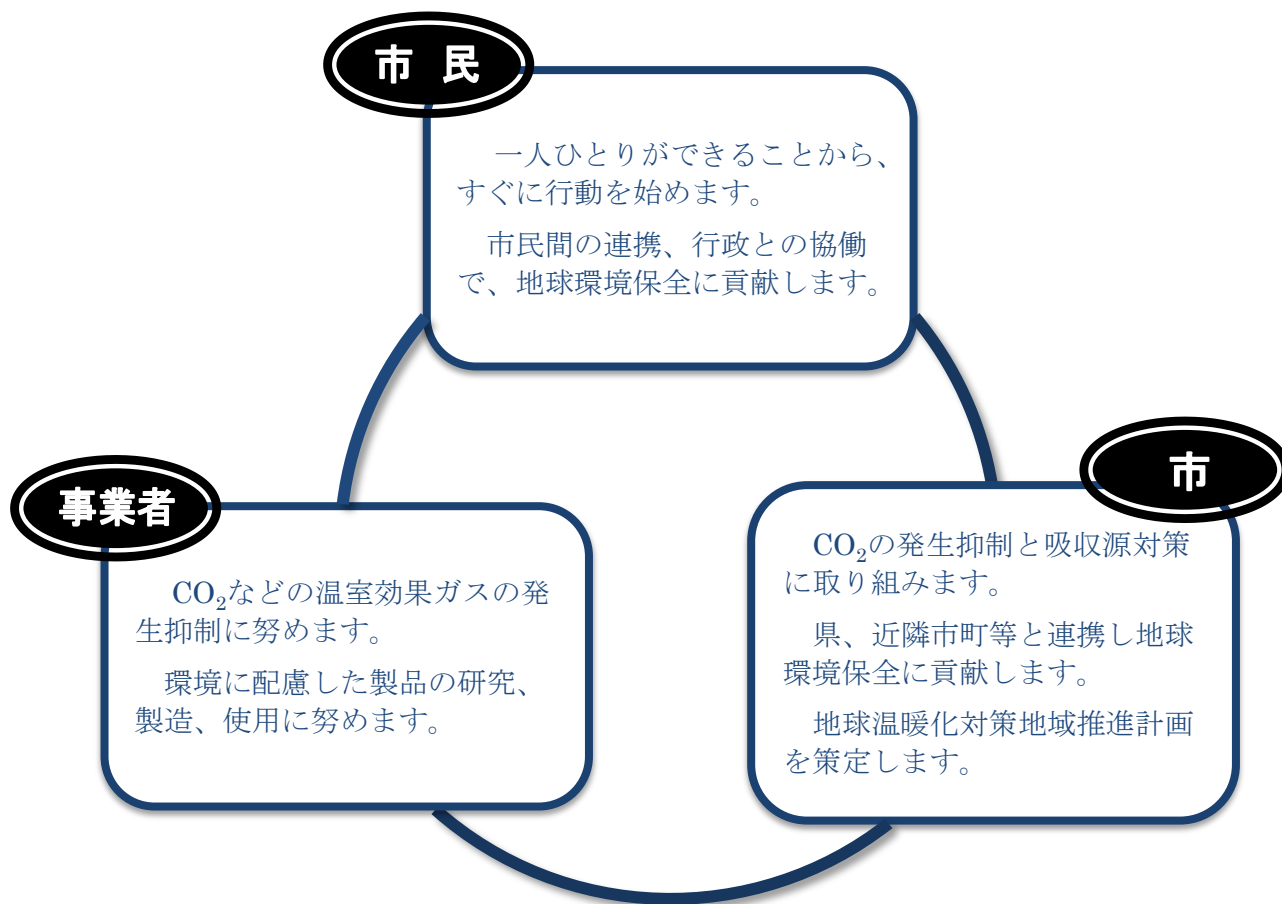 市 民
一人ひとりができることから、
すぐに行動を始めます。
市民間の連携、行政との協働
で、地球環境保全に貢献します。
事業者
CO₂などの温室効果ガスの発
生抑制に努めます。
環境に配慮した製品の研究、
製造、使用に努めます。
市
CO₂の発生抑制と吸収源対策
に取り組みます。
県、近隣市町等と連携し地球
環境保全に貢献します。
地球温暖化対策地域推進計画
を策定します。